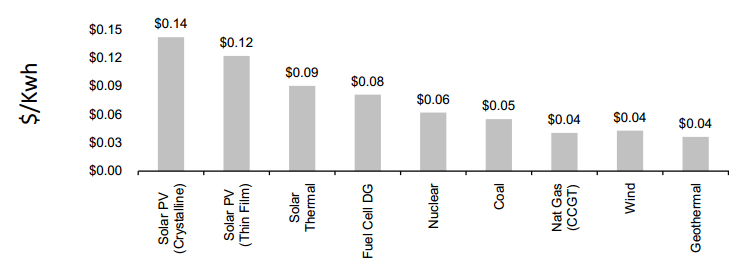 $/Kwh
$0.15
$0.12
$0.09
$0.06
$0.03
$0.00
$0.14
$0.12
$0.09
$0.08
$0.06
$0.05
$0.04
$0.04
$0.04
Solar PV
(Crystalline)
Solar PV
(Thin Film)
Solar
Thermal
Fuel Cell DG
Nuclear
Coal
Nat Gas
(CCGT)
Wind
Geothermal